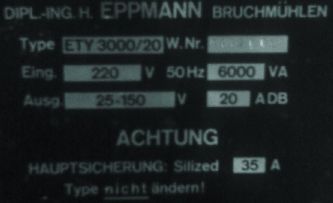 DIPL.-ING. H. EPPMANN BRUCHMÜHLEN
Type ETY 3000/20 W.Nr.
Eing. 220 V 50Hz 6000 VA
Ausg. 25-150 V 20 A DB
ACHTUNG
HAUPTSICHERUNG: Silized 35 A
Type nicht ändern!